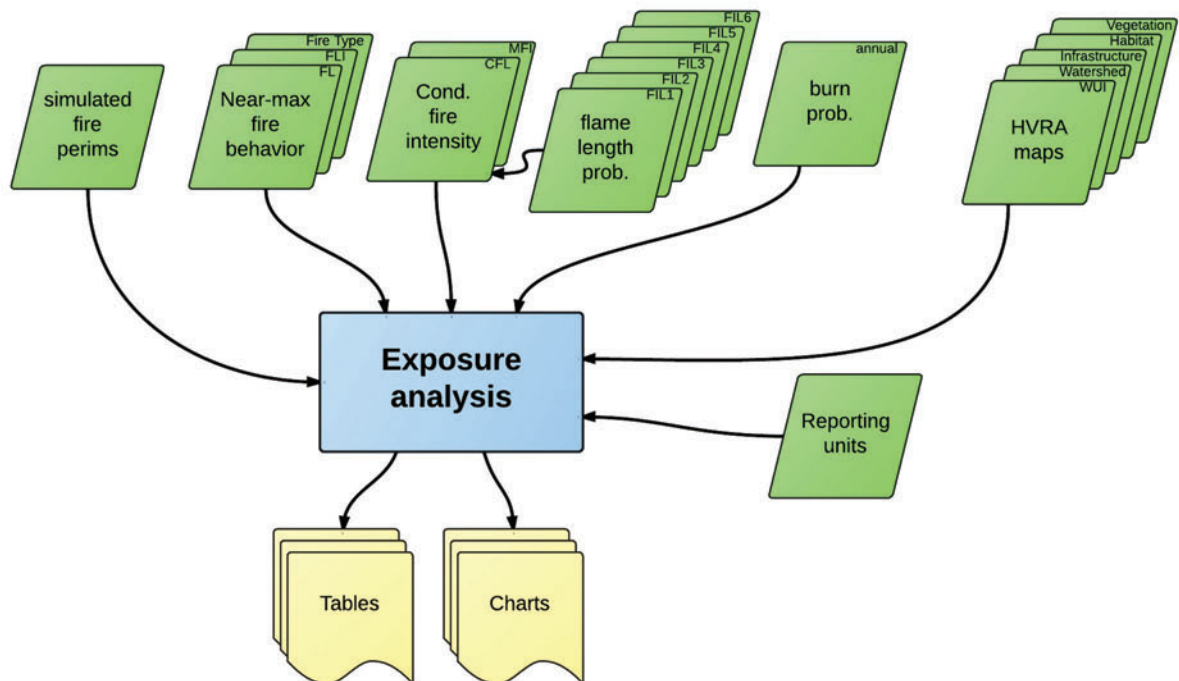 simulated
fire
perims
Fire Type
FLI
FL
Near-max
fire
behavior
MFI
CFL
Cond.
fire
intensity
FIL6
FIL5
FIL4
FIL3
FIL2
FIL1
flame
length
prob.
annual
burn
prob.
Vegetation
Habitat
Infrastructure
Watershed
WUI
HVRA
maps
Exposure
analysis
Reporting
units
Tables
Charts